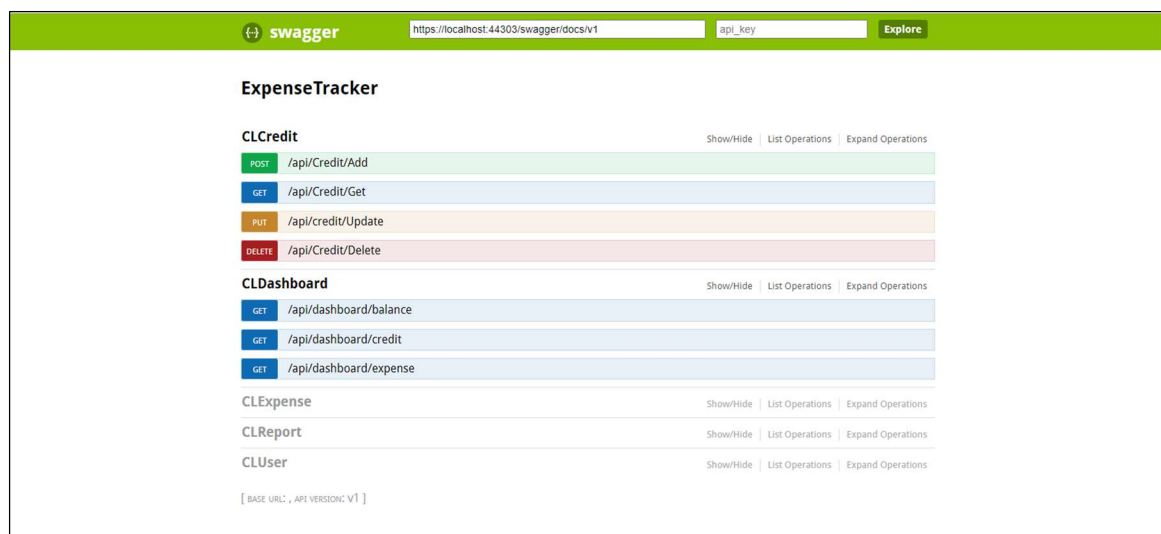 {··} swagger https://localhost:44303/swagger/docs/v1 api_key Explore
ExpenseTracker
CLCredit Show/Hide List Operations Expand Operations
POST /api/Credit/Add
GET /api/Credit/Get
PUT /api/credit/Update
DELETE /api/Credit/Delete
CLDashboard Show/Hide List Operations Expand Operations
GET /api/dashboard/balance
GET /api/dashboard/credit
GET /api/dashboard/expense
CLExpense Show/Hide List Operations Expand Operations
CLReport Show/Hide List Operations Expand Operations
CLUser Show/Hide List Operations Expand Operations
[ BASE URL: , API VERSION: V1 ]